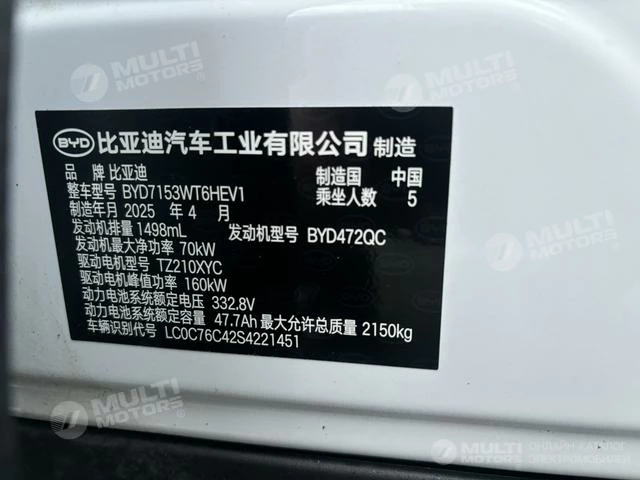 BYD 比亚迪汽车工业有限公司 制造
品 牌 比亚迪 制造国 中国
整车型号 BYD7153WT6HEV1 乘坐人数 5
制造年月 2025 年 4 月
发动机排量 1498mL 发动机型号 BYD472QC
发动机最大净功率 70kW
驱动电机型号 TZ210XYC
驱动电机峰值功率 160kW
动力电池系统额定电压 332.8V
动力电池系统额定容量 47.7Ah 最大允许总质量 2150kg
车辆识别代号 LC0C76C42S4221451
MULTI MOTORS®
MULTI MOTORS®
MULTI MOTORS®
MULTI MOTORS®
MULTI MOTORS
ОНЛАЙН-КАТАЛОГ
ЭЛЕКТРОМОБИЛЕЙ